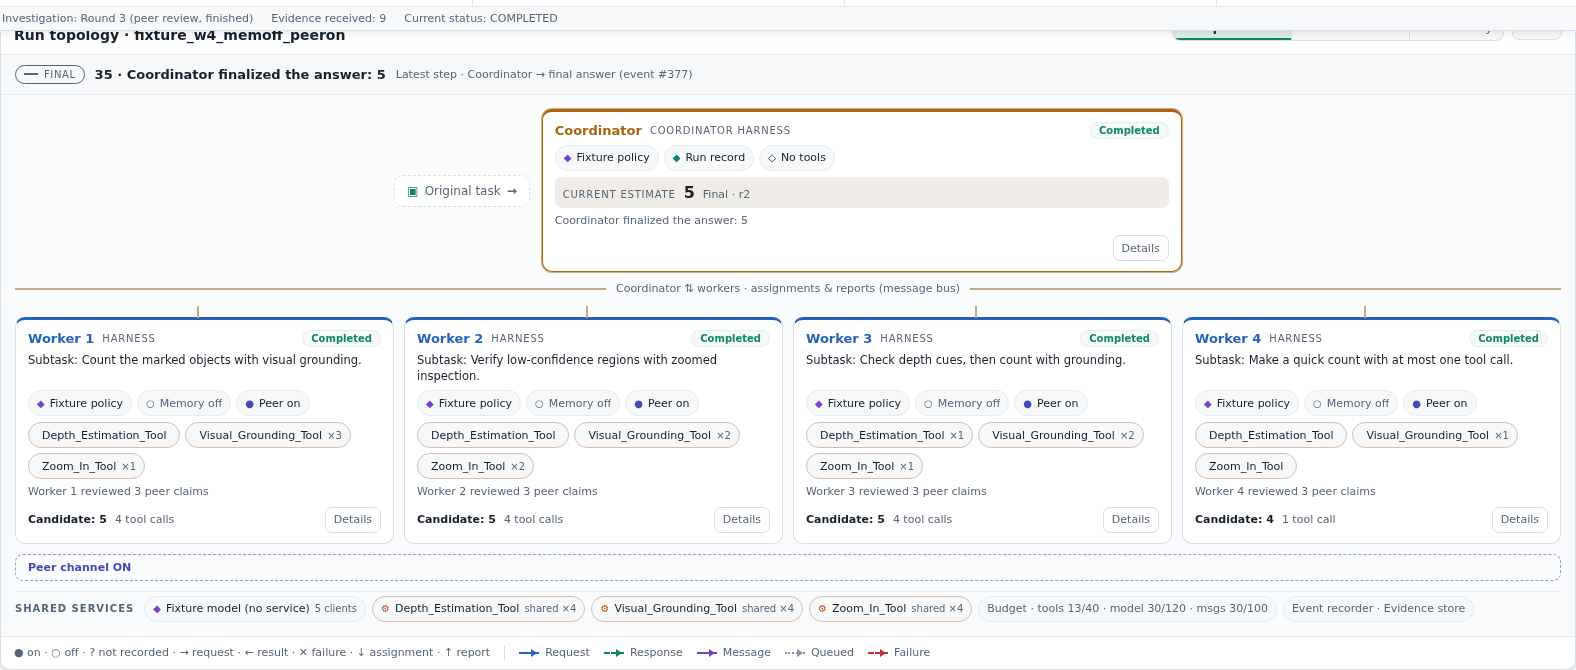 Investigation: Round 3 (peer review, finished) Evidence received: 9 Current status: COMPLETED
Run topology · fixture_w4_memoff_peeron
FINAL 35 · Coordinator finalized the answer: 5 Latest step · Coordinator → final answer (event #377)
Coordinator COORDINATOR HARNESS Completed
◆ Fixture policy ◆ Run record ◇ No tools
▣ Original task →
CURRENT ESTIMATE 5 Final · r2
Coordinator finalized the answer: 5
Details
Coordinator ⇅ workers · assignments & reports (message bus)
Worker 1 HARNESS Completed
Subtask: Count the marked objects with visual grounding.
◆ Fixture policy ○ Memory off ● Peer on
Depth_Estimation_Tool Visual_Grounding_Tool ×3
Zoom_In_Tool ×1
Worker 1 reviewed 3 peer claims
Candidate: 5 4 tool calls Details
Worker 2 HARNESS Completed
Subtask: Verify low-confidence regions with zoomed
inspection.
◆ Fixture policy ○ Memory off ● Peer on
Depth_Estimation_Tool Visual_Grounding_Tool ×2
Zoom_In_Tool ×2
Worker 2 reviewed 3 peer claims
Candidate: 5 4 tool calls Details
Worker 3 HARNESS Completed
Subtask: Check depth cues, then count with grounding.
◆ Fixture policy ○ Memory off ● Peer on
Depth_Estimation_Tool ×1 Visual_Grounding_Tool ×2
Zoom_In_Tool ×1
Worker 3 reviewed 3 peer claims
Candidate: 5 4 tool calls Details
Worker 4 HARNESS Completed
Subtask: Make a quick count with at most one tool call.
◆ Fixture policy ○ Memory off ● Peer on
Depth_Estimation_Tool Visual_Grounding_Tool ×1
Zoom_In_Tool
Worker 4 reviewed 3 peer claims
Candidate: 4 1 tool call Details
Peer channel ON
SHARED SERVICES ◆ Fixture model (no service) 5 clients ⚙ Depth_Estimation_Tool shared ×4 ⚙ Visual_Grounding_Tool shared ×4 ⚙ Zoom_In_Tool shared ×4 Budget · tools 13/40 · model 30/120 · msgs 30/100 Event recorder · Evidence store
● on · ○ off · ? not recorded · → request · ← result · ✕ failure · ↓ assignment · ↑ report Request Response Message Queued Failure